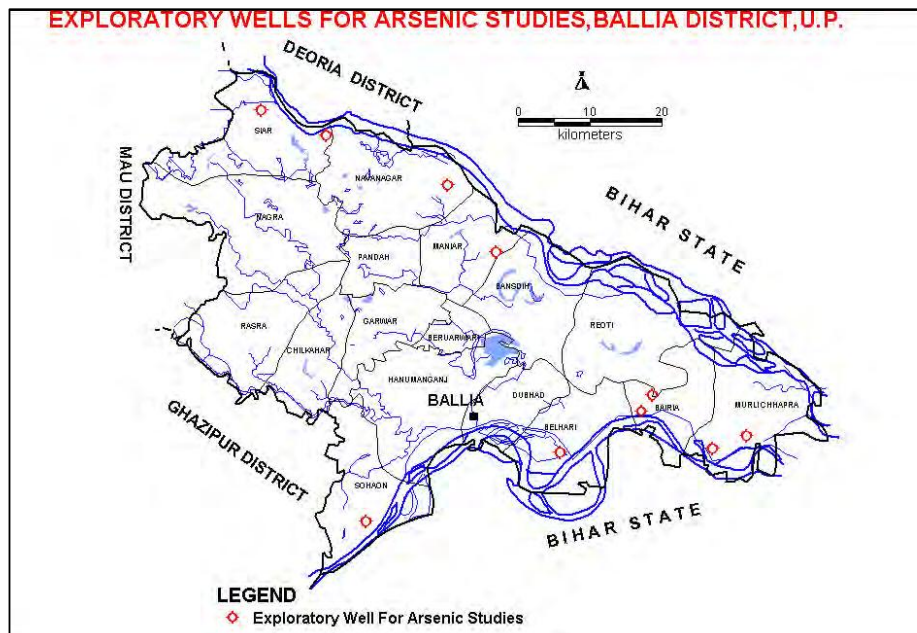 EXPLORATORY WELLS FOR ARSENIC STUDIES,BALLIA DISTRICT,U.P.
DEORIA DISTRICT
N
0 10 20
kilometers
SIAR
MAU DISTRICT
NAVANAGAR
NAGRA
BIHAR STATE
MANIAR
PANDAH
BANSDIH
RASRA
GARWAR
REOTI
CHILKAHAR
BERUARWARI
HANUMANGANJ
DUBHAD
BALLIA
BAIRIA
MURLICHHAPRA
BELHARI
GHAZIPUR DISTRICT
SOHAON
BIHAR STATE
LEGEND
Exploratory Well For Arsenic Studies